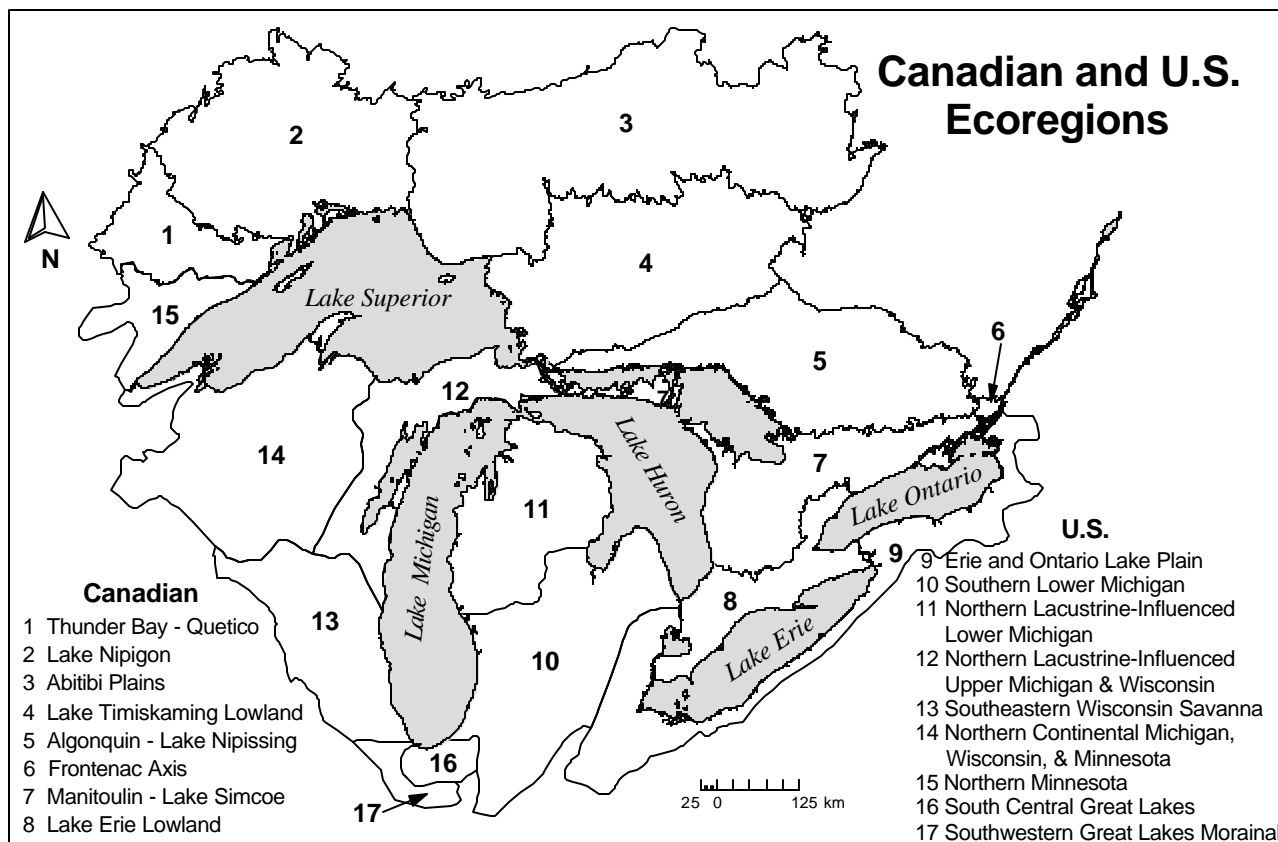 Canadian and U.S.
Ecoregions
2
3
1
N
4
15
Lake Superior
6
5
12
7
14
Lake Huron
7
11
Lake Ontario
Lake Michigan
9
8
13
Lake Erie
10
16
17
25 0 125 km
Canadian
1 Thunder Bay - Quetico
2 Lake Nipigon
3 Abitibi Plains
4 Lake Timiskaming Lowland
5 Algonquin - Lake Nipissing
6 Frontenac Axis
7 Manitoulin - Lake Simcoe
8 Lake Erie Lowland
U.S.
9 Erie and Ontario Lake Plain
10 Southern Lower Michigan
11 Northern Lacustrine-Influenced
Lower Michigan
12 Northern Lacustrine-Influenced
Upper Michigan & Wisconsin
13 Southeastern Wisconsin Savanna
14 Northern Continental Michigan,
Wisconsin, & Minnesota
15 Northern Minnesota
16 South Central Great Lakes
17 Southwestern Great Lakes Morainal